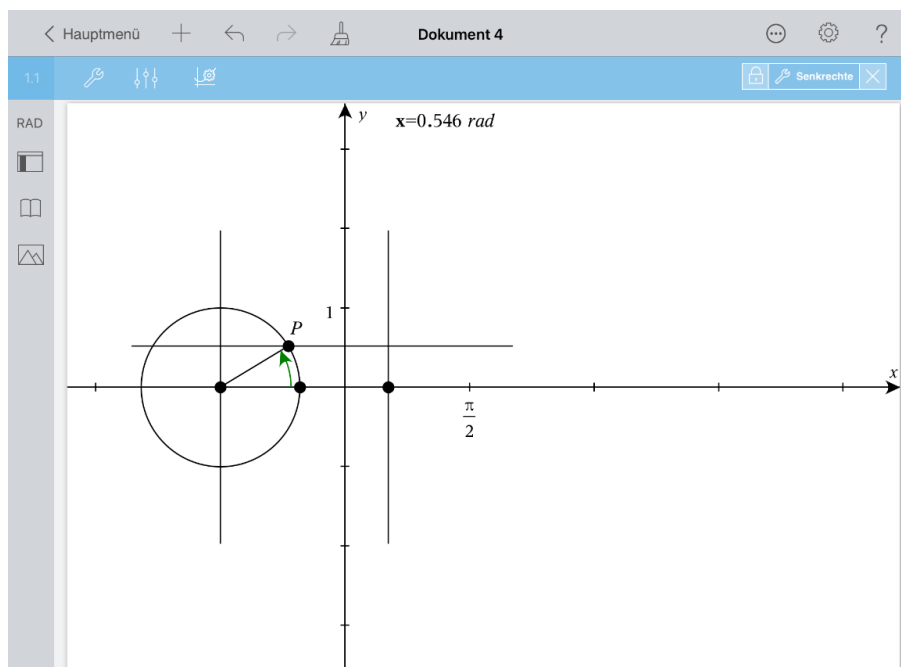 Hauptmenü
Dokument 4
?
1.1
Senkrechte
RAD
y
x=0.546 rad
1
P
x
π
2